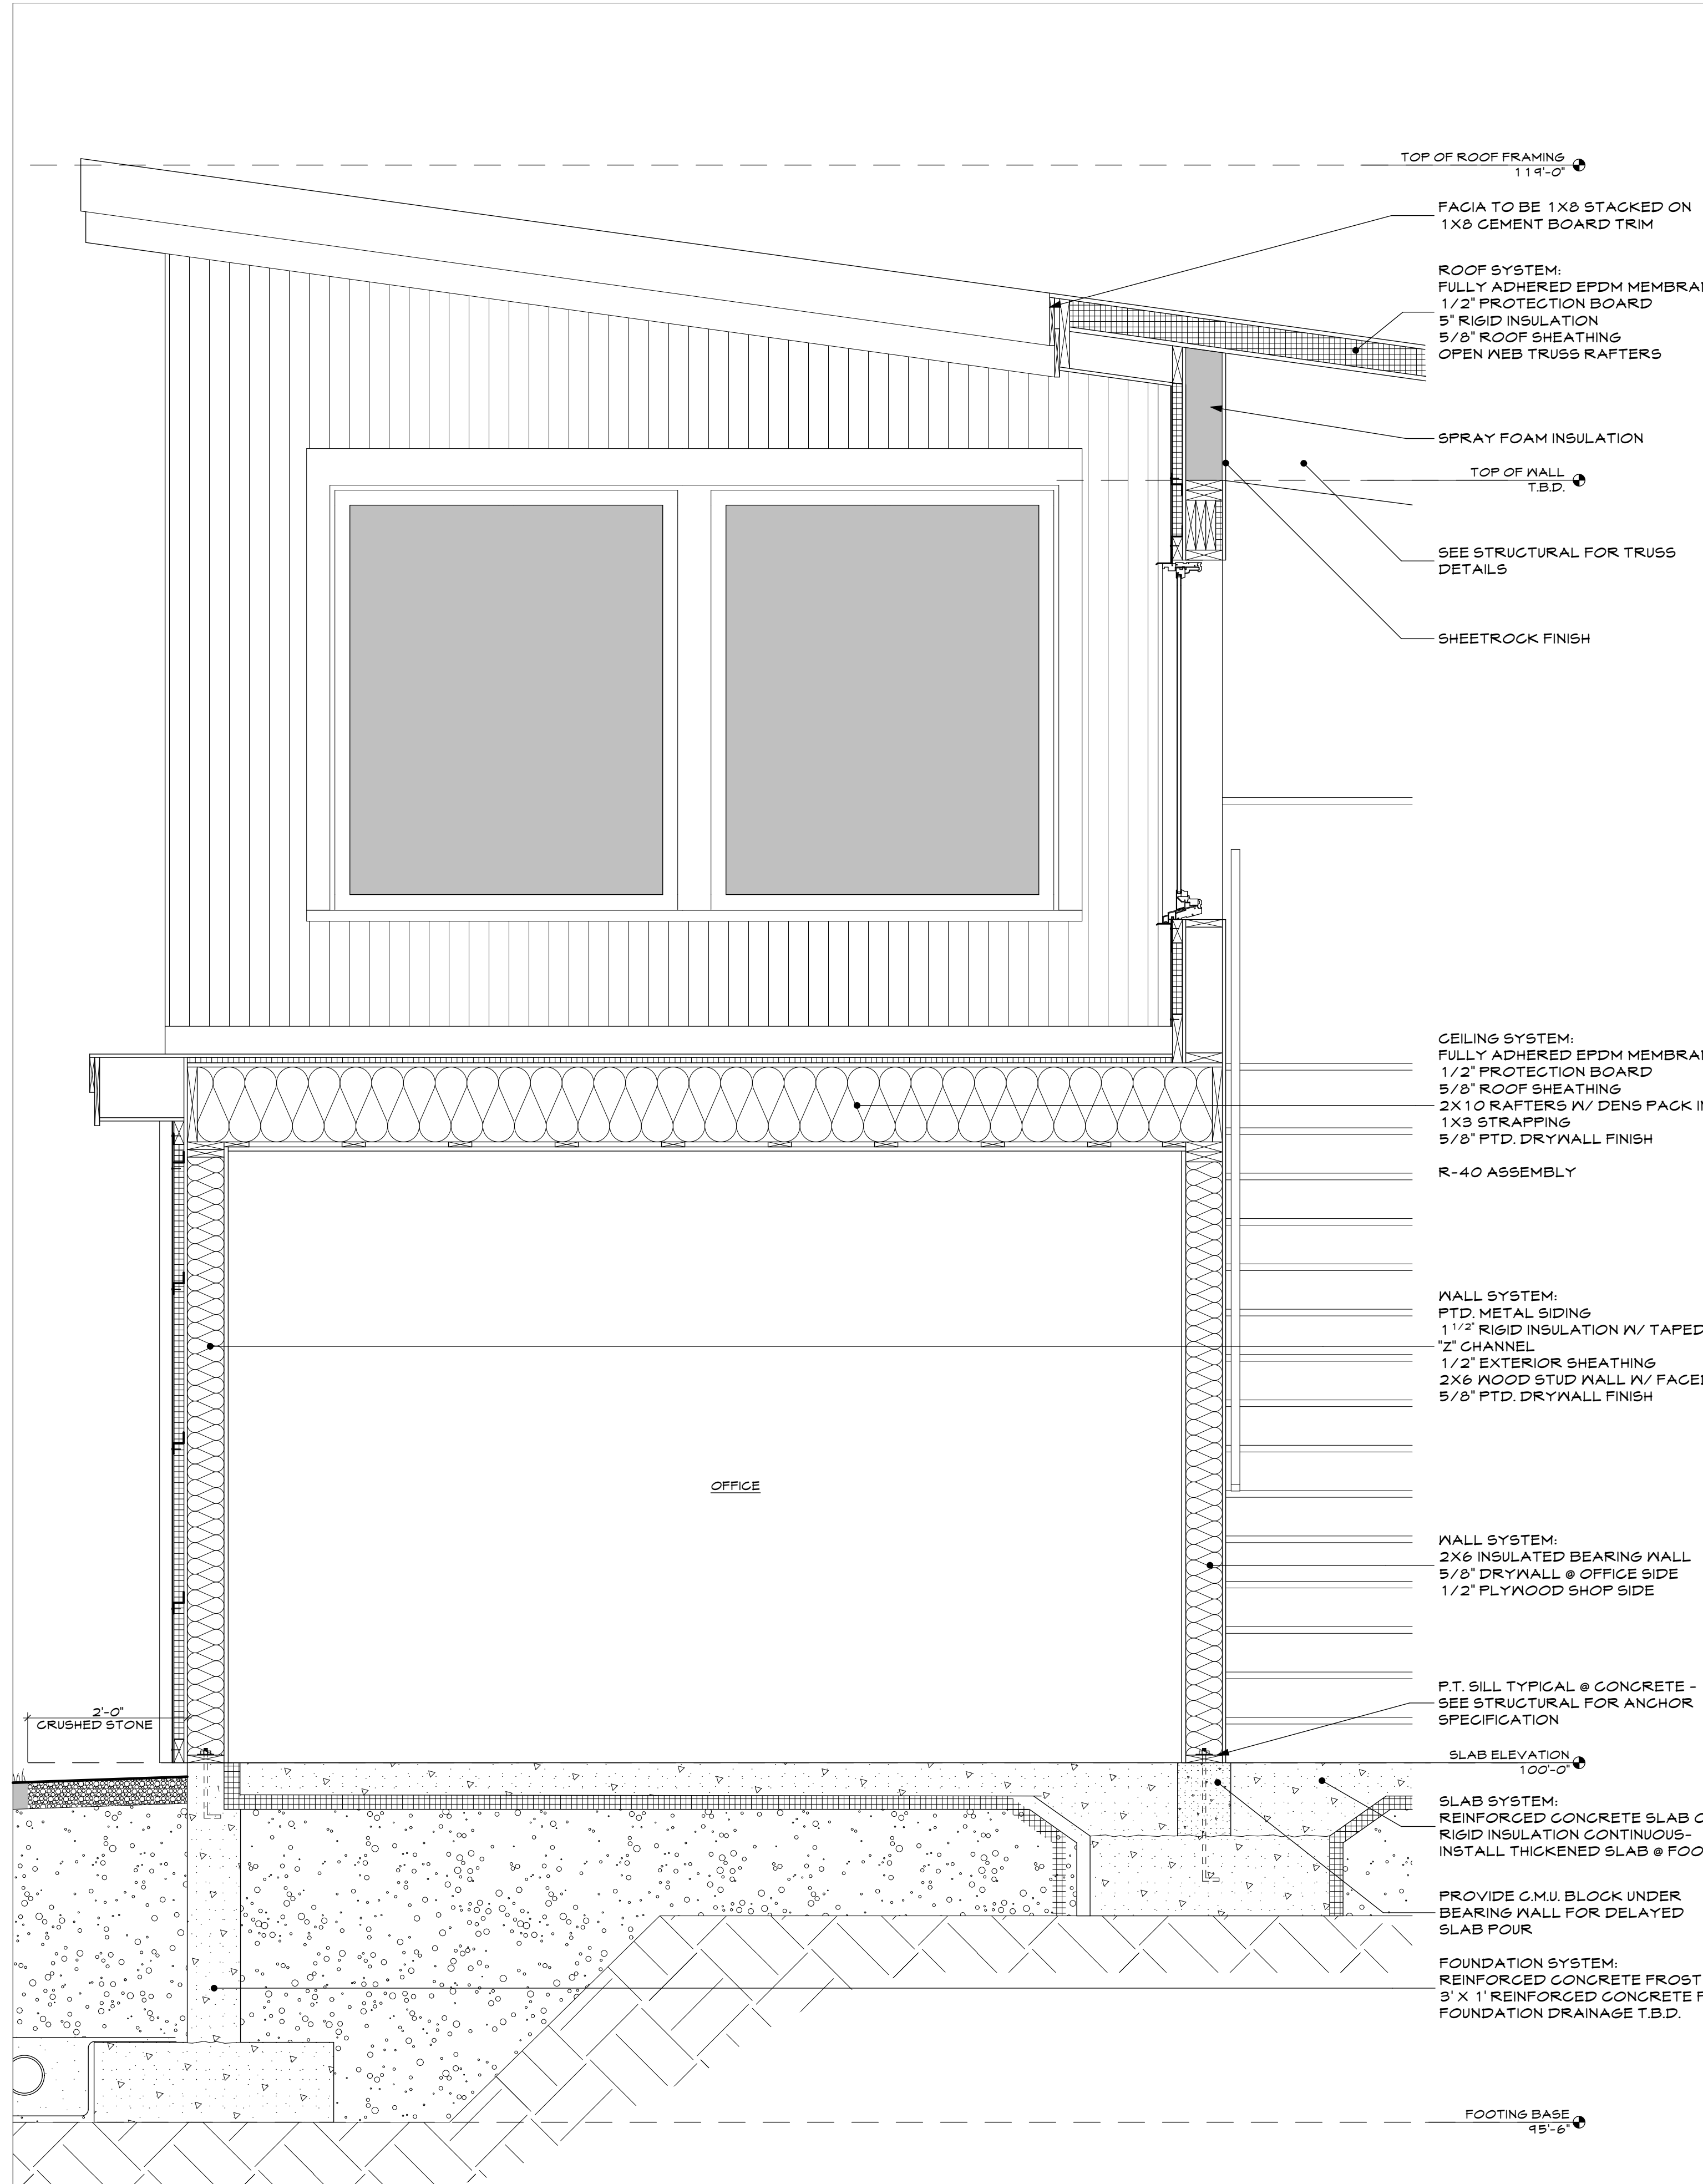 TOP OF ROOF FRAMING
119'-0"
FACIA TO BE 1X8 STACKED ON
1X8 CEMENT BOARD TRIM
ROOF SYSTEM:
FULLY ADHERED EPDM
1/2" PROTECTION BOARD
5" RIGID INSULATION
5/8" ROOF SHEATHING
OPEN WEB TRUSS RAFTERS
SPRAY FOAM INSULATION
TOP OF WALL
T.B.D.
SEE STRUCTURAL FOR TRUSS
DETAILS
SHEETROCK FINISH
CEILING SYSTEM:
FULLY ADHERED EPDM
1/2" PROTECTION BOARD
5/8" ROOF SHEATHING
2X10 RAFTERS W/ DENS PACK
1X3 STRAPPING
5/8" PTD. DRYWALL FINISH
R-40 ASSEMBLY
WALL SYSTEM:
PTD. METAL SIDING
1 1/2" RIGID INSULATION W/ TAPED
"Z" CHANNEL
1/2" EXTERIOR SHEATHING
2X6 WOOD STUD WALL W/
5/8" PTD. DRYWALL FINISH
OFFICE
WALL SYSTEM:
2X6 INSULATED BEARING WALL
5/8" DRYWALL @ OFFICE SIDE
1/2" PLYWOOD SHOP SIDE
P.T. SILL TYPICAL @ CONCRETE -
SEE STRUCTURAL FOR ANCHOR
SPECIFICATION
2'-0"
CRUSHED STONE
SLAB ELEVATION
100'-0"
SLAB SYSTEM:
REINFORCED CONCRETE SLAB
RIGID INSULATION CONTINUOUS-
INSTALL THICKENED SLAB @
PROVIDE C.M.U. BLOCK UNDER
BEARING WALL FOR DELAYED
SLAB POUR
FOUNDATION SYSTEM:
REINFORCED CONCRETE FROST
3' X 1' REINFORCED CONCRETE
FOUNDATION DRAINAGE T.B.D.
FOOTING BASE
95'-6"